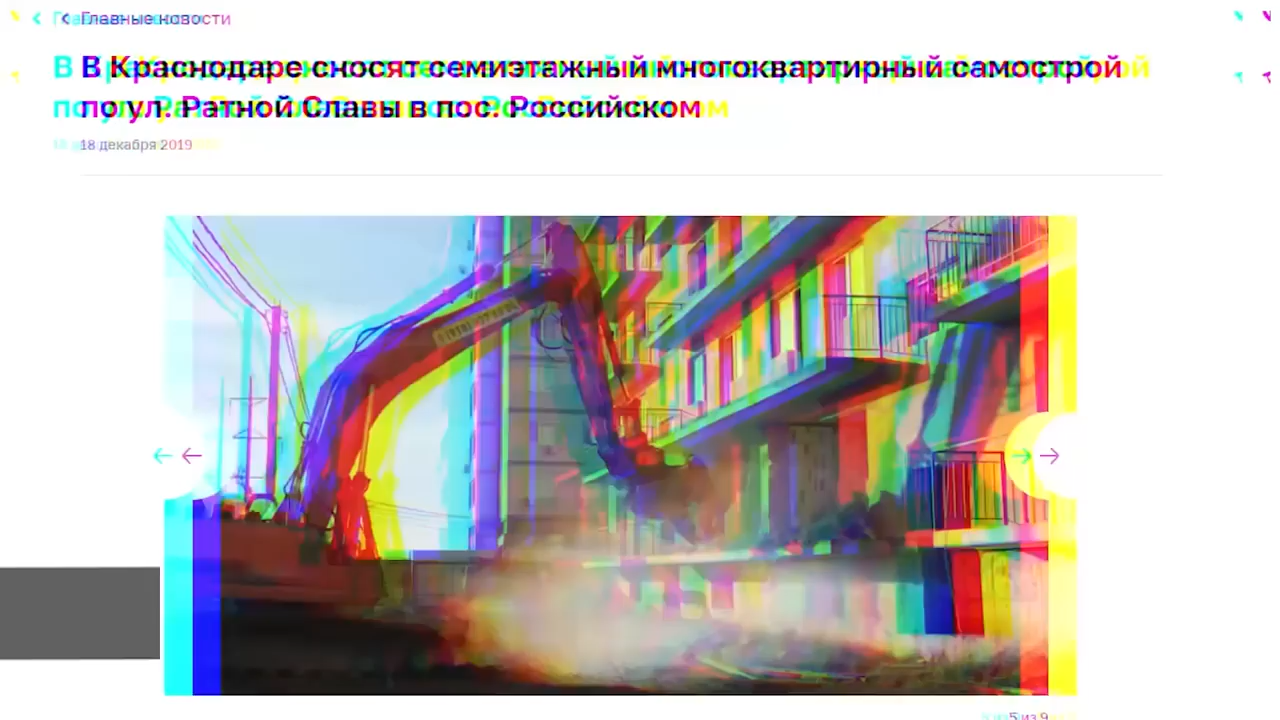 Главные новости
В Краснодаре сносят семиэтажный многоквартирный самострой
по ул. Ратной Славы в пос. Российском
18 декабря 2019
5 из 9